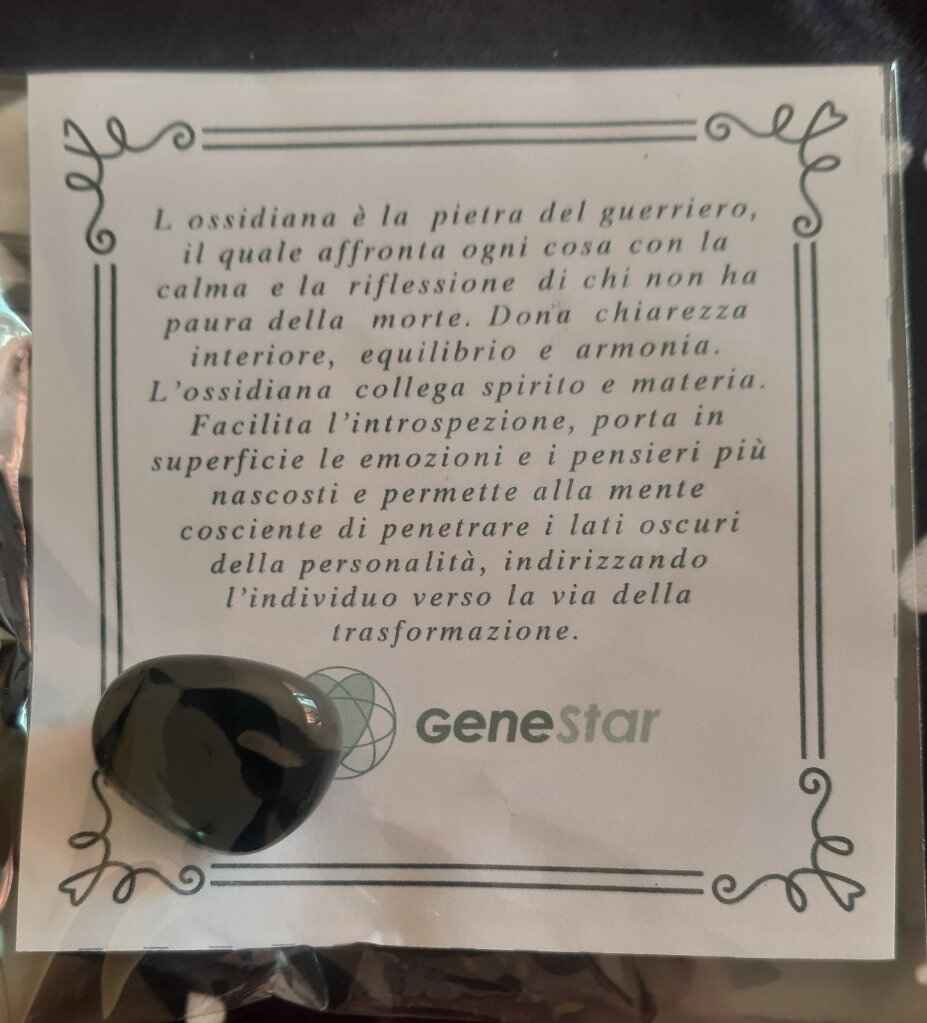 L ossidiana è la pietra del guerriero,
il quale affronta ogni cosa con la
calma e la riflessione di chi non ha
paura della morte. Dona chiarezza
interiore, equilibrio e armonia.
L'ossidiana collega spirito e materia.
Facilita l'introspezione, porta in
superficie le emozioni e i pensieri più
nascosti e permette alla mente
cosciente di penetrare i lati oscuri
della personalità, indirizzando
l'individuo verso la via della
trasformazione.
GeneStar